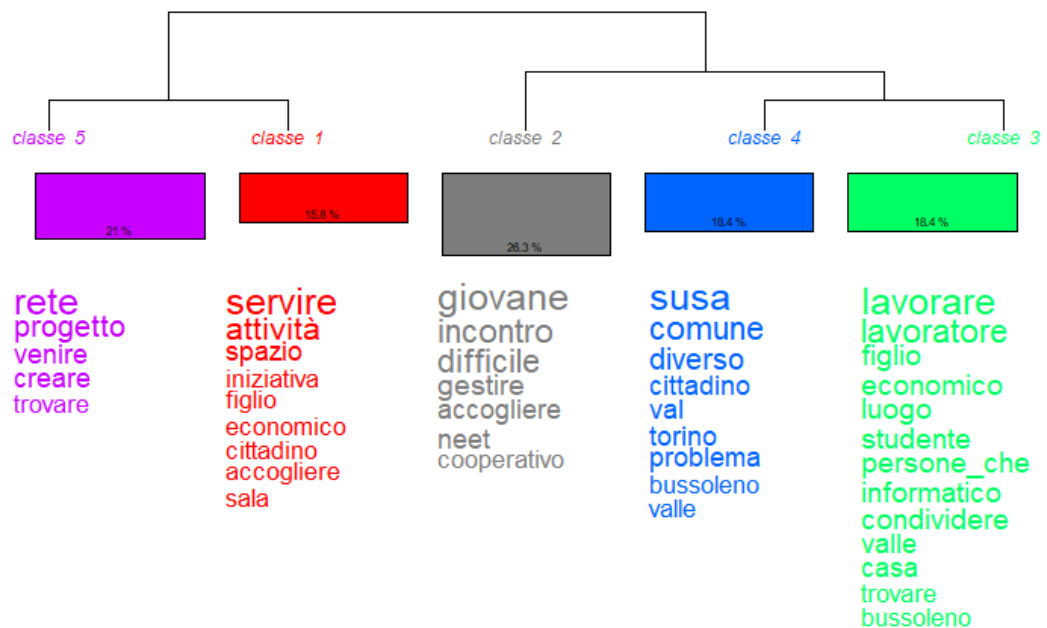 classe 5 classe 1 classe 2 classe 4 classe 3
21 % 15.8 % 26.3 % 18.4 % 18.4 %
rete
progetto
venire
creare
trovare
servire
attività
spazio
iniziativa
figlio
economico
cittadino
accogliere
sala
giovane
incontro
difficile
gestire
accogliere
neet
cooperativo
susa
comune
diverso
cittadino
val
torino
problema
bussoleno
valle
lavorare
lavoratore
figlio
economico
luogo
studente
persone_che
informatico
condividere
valle
casa
trovare
bussoleno